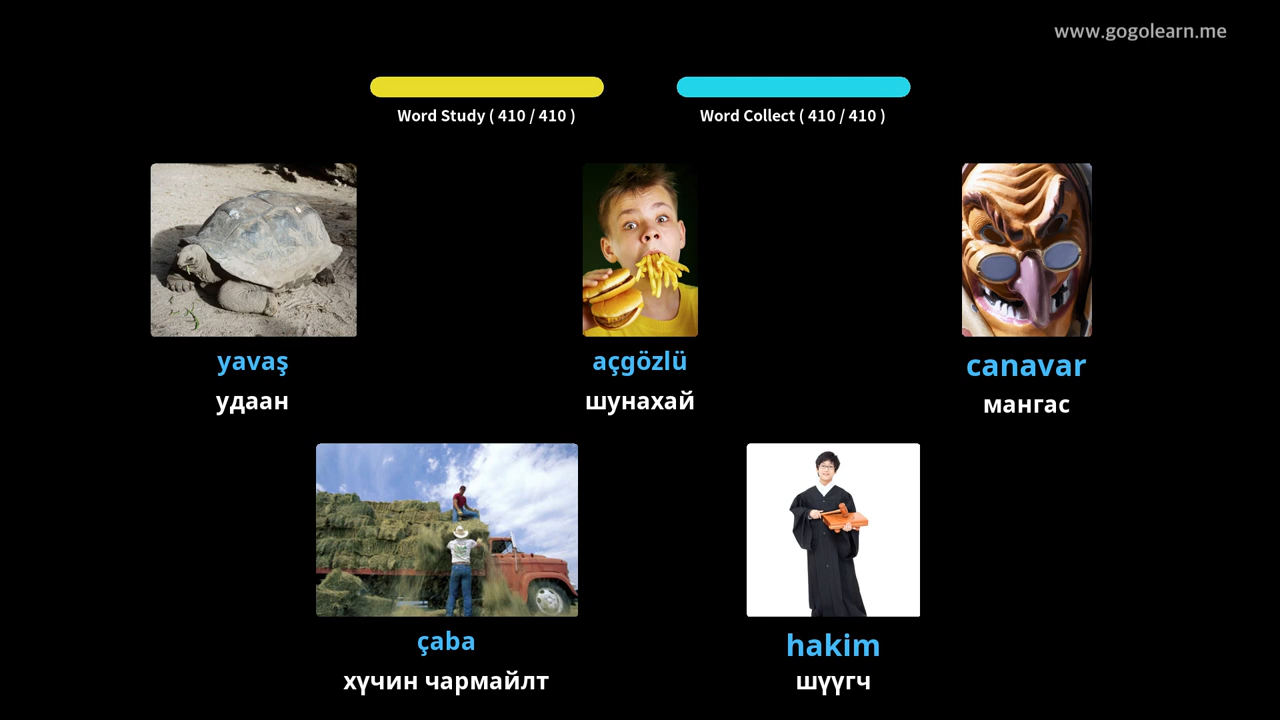 www.gogolearn.me
Word Study ( 410 / 410 )
Word Collect ( 410 / 410 )
yavaş
удаан
açgözlü
шунахай
canavar
мангас
çaba
хүчин чармайлт
hakim
шүүгч